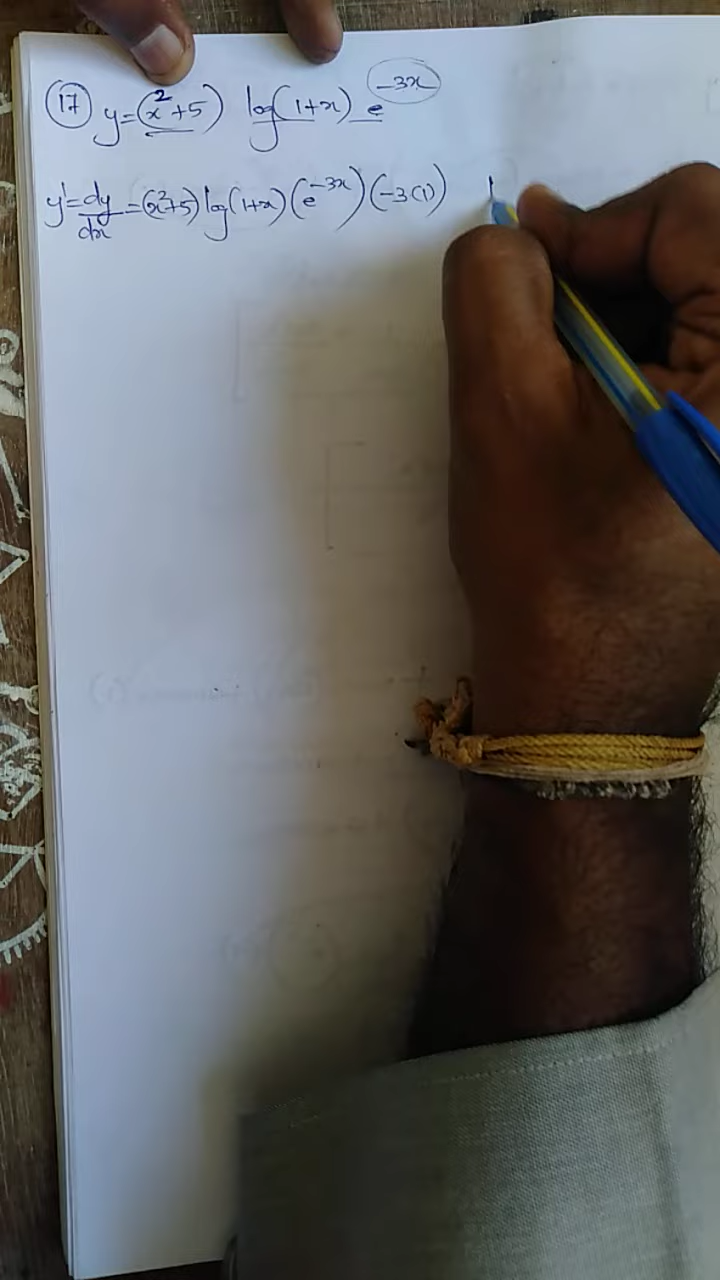 (17) y=(x²+5) log(1+x) e^-3x
y'=dy/dx=(x²+5)log(1+x)(e^-3x)(-3(1))